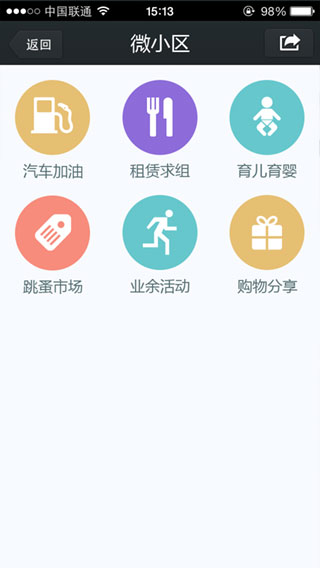 中国联通 15:13 98%
返回 微小区
汽车加油 租赁求组 育儿育婴
跳蚤市场 业余活动 购物分享